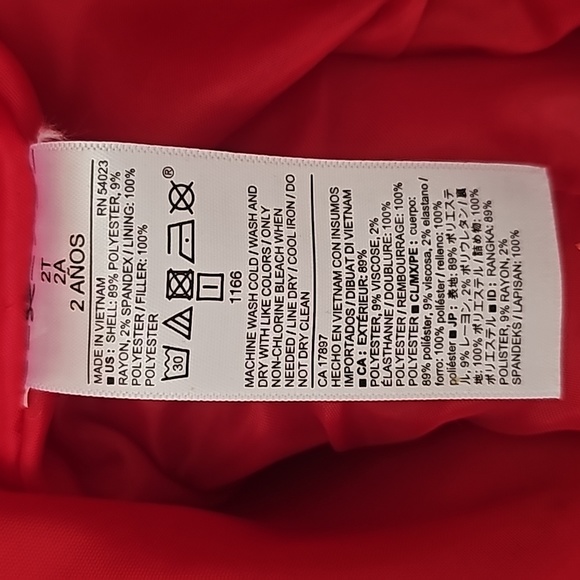 2T
2A
2 AÑOS
MADE IN VIETNAM RN 54023
■ US : SHELL: 89% POLYESTER, 9%
RAYON, 2% SPANDEX / LINING: 100%
POLYESTER / FILLER: 100%
POLYESTER
30
®
1166
MACHINE WASH COLD / WASH AND
DRY WITH LIKE COLORS / ONLY
NON-CHLORINE BLEACH WHEN
NEEDED / LINE DRY / COOL IRON / DO
NOT DRY CLEAN
CA 17897
HECHO EN VIETNAM CON INSUMOS
IMPORTADOS DIBUAT DI VIETNAM
■ CA : EXTÉRIEUR: 89%
POLYESTER, 9% VISCOSE, 2%
ÉLASTHANNE / DOUBLURE: 100%
POLYESTER / REMBOURRAGE: 100%
POLYESTER ■ CL/MX/PE : cuerpo:
89% poliéster, 9% viscosa, 2% elastano /
forro: 100% poliéster / relleno: 100%
poliéster ■ JP : 表地: 89% ポリエステ
ル, 9% レーヨン, 2% ポリウレタン / 裏
地: 100% ポリエステル / 詰め物: 100%
ポリエステル ■ ID : RANGKA: 89%
POLISTER, 9% RAYON, 2%
SPANDEKS / LAPISAN: 100%